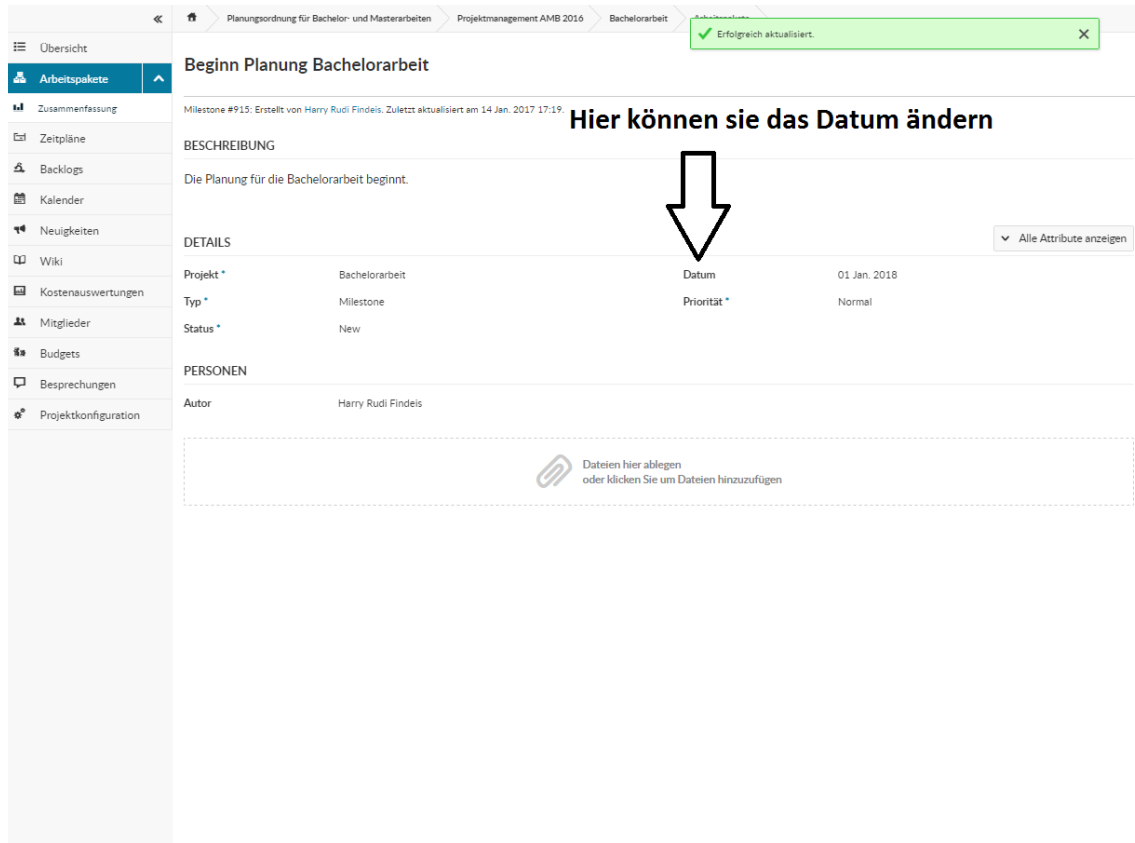 Planungsordnung für Bachelor- und Masterarbeiten Projektmanagement AMB 2016 Bachelorarbeit Arbeitspakete
Erfolgreich aktualisiert.
Übersicht
Arbeitspakete
Zusammenfassung
Zeitpläne
Backlogs
Kalender
Neuigkeiten
Wiki
Kostenauswertungen
Mitglieder
Budgets
Besprechungen
Projektkonfiguration
Beginn Planung Bachelorarbeit
Milestone #915: Erstellt von Harry Rudi Findeis. Zuletzt aktualisiert am 14 Jan. 2017 17:19.
Hier können sie das Datum ändern
BESCHREIBUNG
Die Planung für die Bachelorarbeit beginnt.
DETAILS
Alle Attribute anzeigen
Projekt * Bachelorarbeit Datum 01 Jan. 2018
Typ * Milestone Priorität * Normal
Status * New
PERSONEN
Autor Harry Rudi Findeis
Dateien hier ablegen
oder klicken Sie um Dateien hinzuzufügen